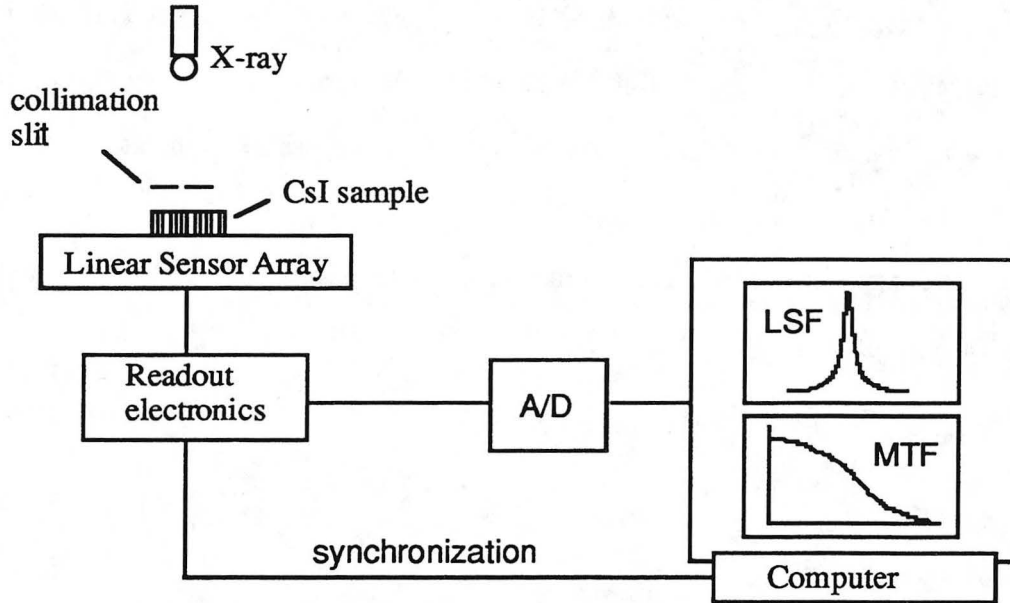 X-ray
collimation
slit
CsI sample
Linear Sensor Array
Readout
electronics
A/D
LSF
MTF
synchronization
Computer